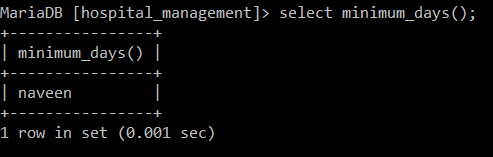 MariaDB [hospital_management]> select minimum_days();
+----------------+
| minimum_days() |
+----------------+
| naveen         |
+----------------+
1 row in set (0.001 sec)